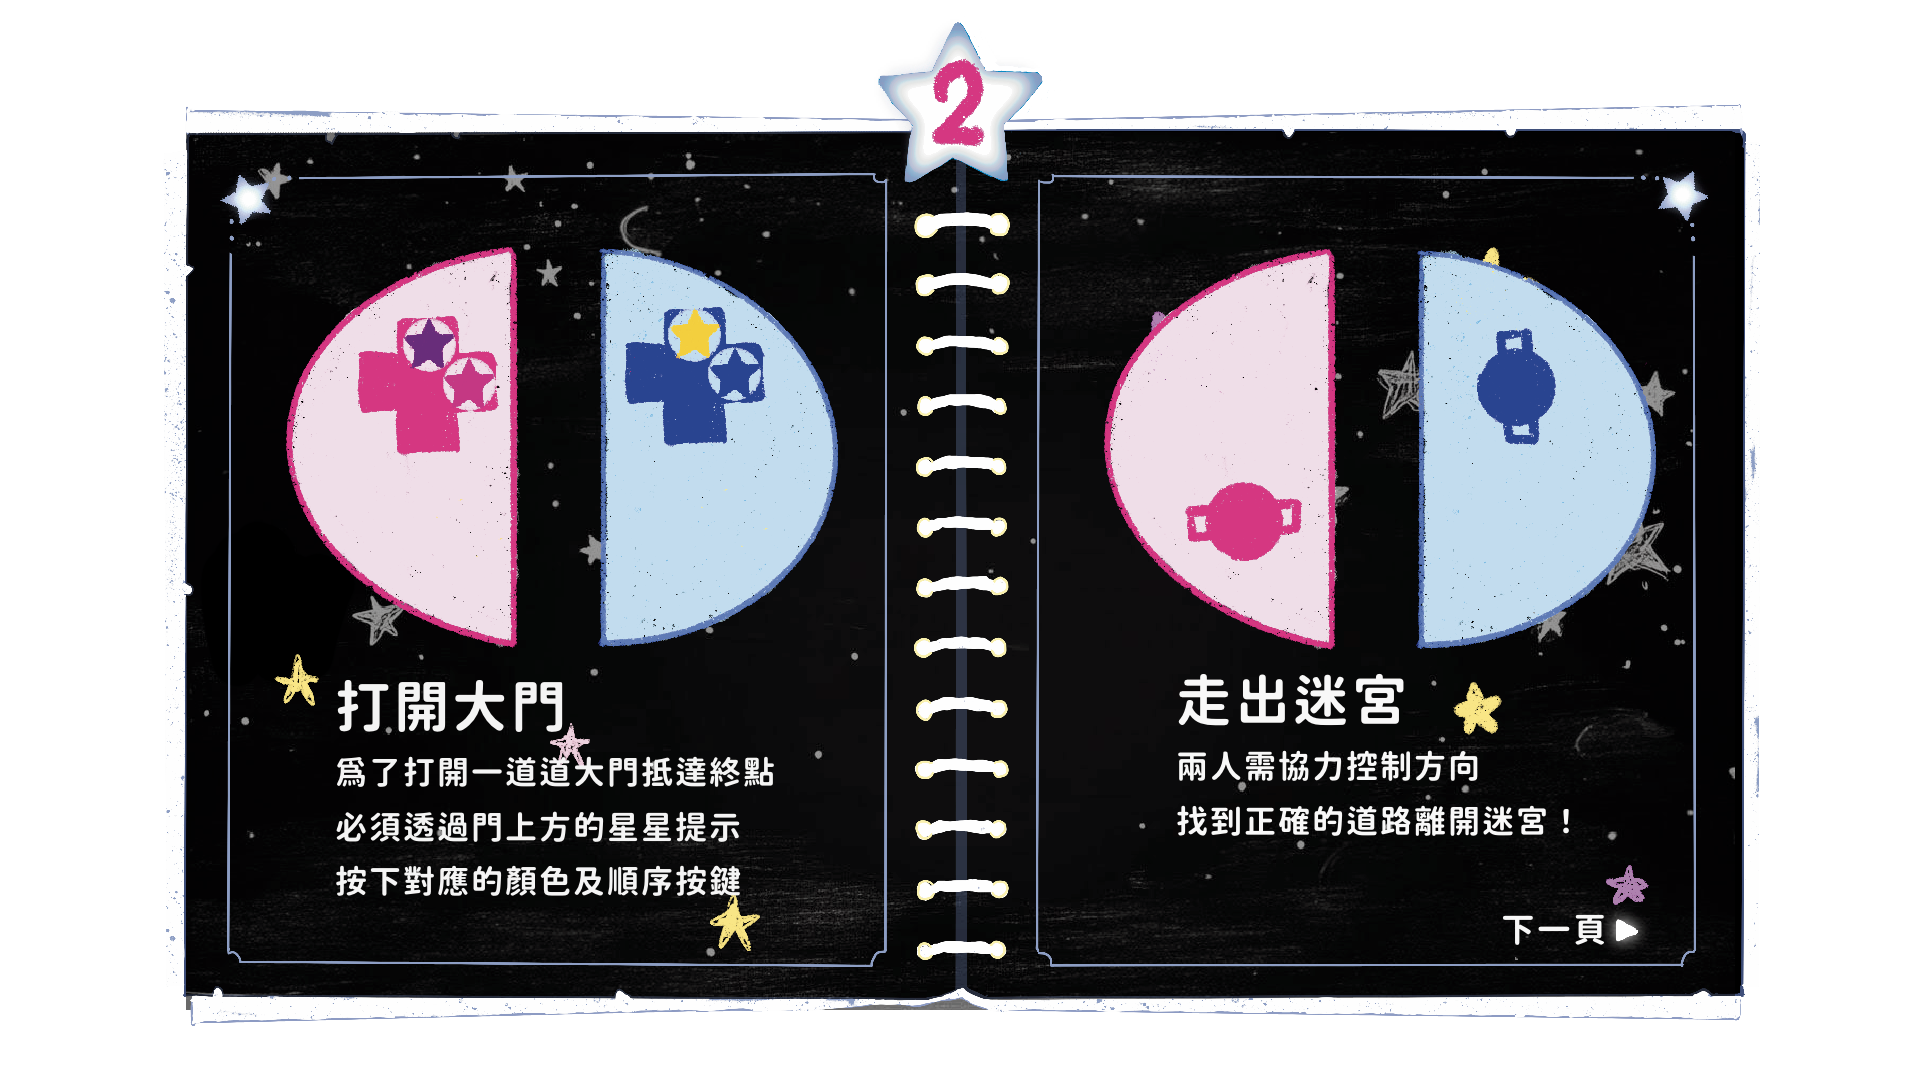 2
打開大門
爲了打開一道道大門抵達終點
必須透過門上方的星星提示
按下對應的顏色及順序按鍵
走出迷宮
兩人需協力控制方向
找到正確的道路離開迷宮！
下一頁▶